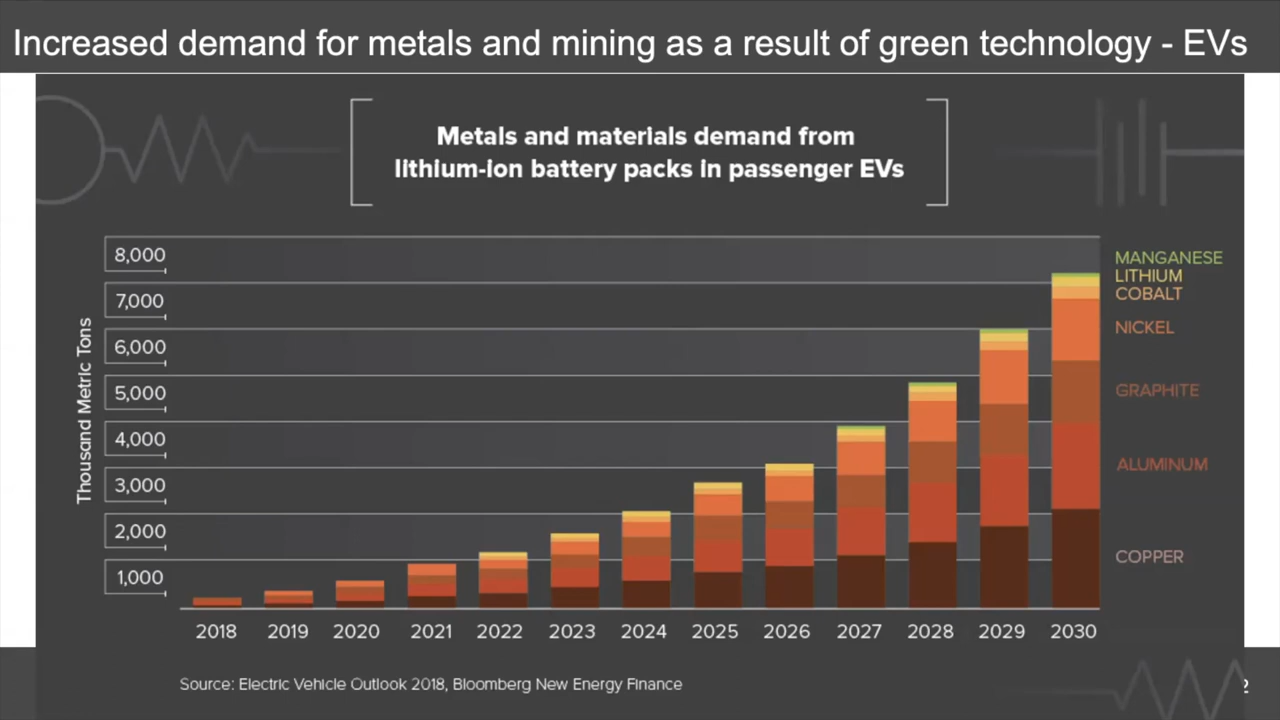 Increased demand for metals and mining as a result of green technology - EVs
Metals and materials demand from
lithium-ion battery packs in passenger EVs
Thousand Metric Tons
8,000
7,000
6,000
5,000
4,000
3,000
2,000
1,000
MANGANESE
LITHIUM
COBALT
NICKEL
GRAPHITE
ALUMINUM
COPPER
2018 2019 2020 2021 2022 2023 2024 2025 2026 2027 2028 2029 2030
Source: Electric Vehicle Outlook 2018, Bloomberg New Energy Finance
2